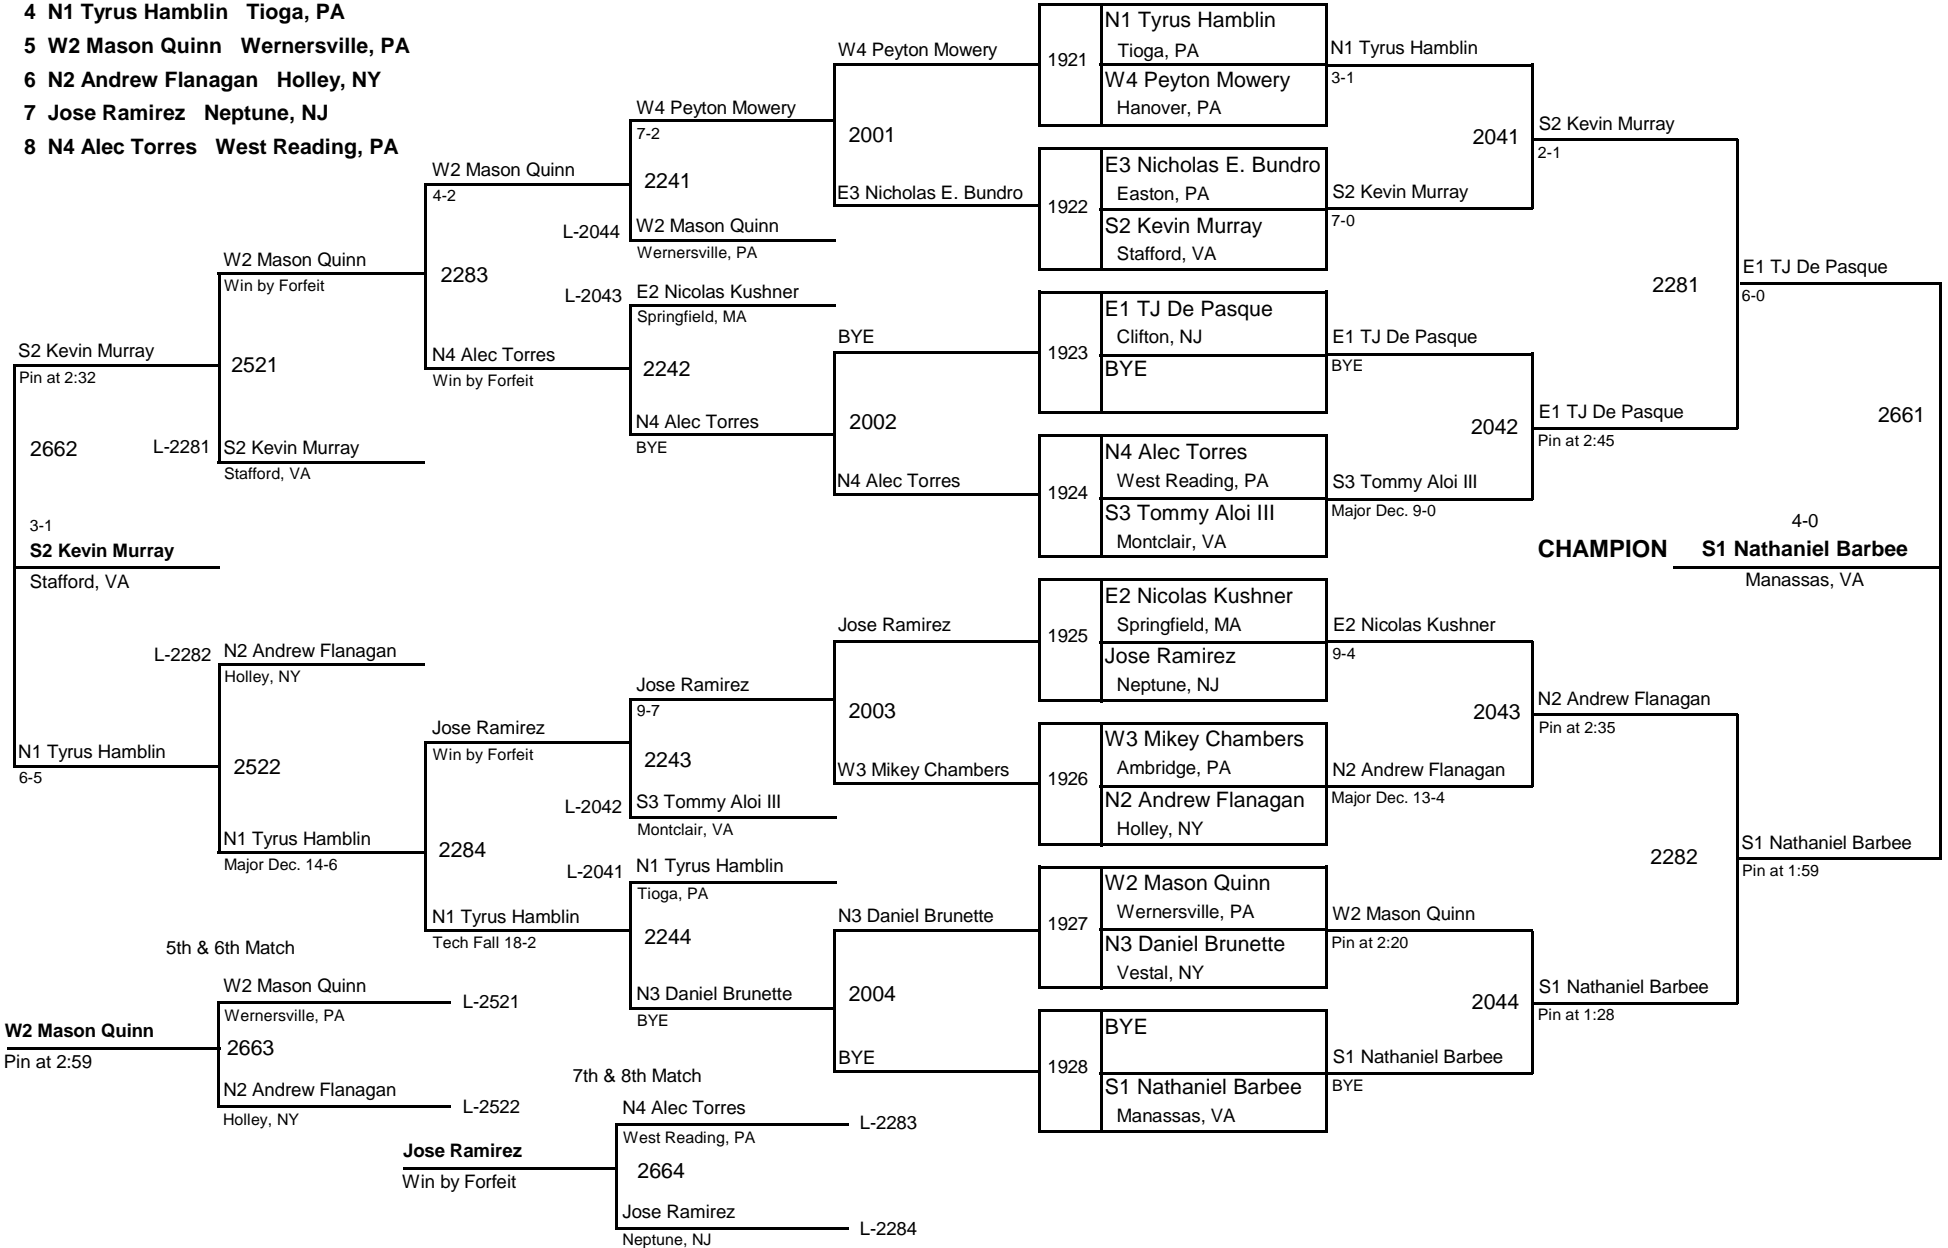 4 N1 Tyrus Hamblin Tioga, PA
5 W2 Mason Quinn Wernersville, PA
6 N2 Andrew Flanagan Holley, NY
7 Jose Ramirez Neptune, NJ
8 N4 Alec Torres West Reading, PA
S2 Kevin Murray
Pin at 2:32
2662
3-1
S2 Kevin Murray
Stafford, VA
N1 Tyrus Hamblin
6-5
W2 Mason Quinn
Win by Forfeit
2521
L-2281
S2 Kevin Murray
Stafford, VA
L-2282
N2 Andrew Flanagan
Holley, NY
2522
N1 Tyrus Hamblin
Major Dec. 14-6
W2 Mason Quinn
4-2
2283
N4 Alec Torres
Win by Forfeit
Jose Ramirez
Win by Forfeit
2284
N1 Tyrus Hamblin
Tech Fall 18-2
W4 Peyton Mowery
7-2
2241
L-2044
W2 Mason Quinn
Wernersville, PA
L-2043
E2 Nicolas Kushner
Springfield, MA
2242
N4 Alec Torres
BYE
Jose Ramirez
9-7
2243
L-2042
S3 Tommy Aloi III
Montclair, VA
L-2041
N1 Tyrus Hamblin
Tioga, PA
2244
N3 Daniel Brunette
BYE
W4 Peyton Mowery
2001
E3 Nicholas E. Bundro
BYE
2002
N4 Alec Torres
Jose Ramirez
2003
W3 Mikey Chambers
N3 Daniel Brunette
2004
BYE
1921
N1 Tyrus Hamblin
Tioga, PA
W4 Peyton Mowery
Hanover, PA
1922
E3 Nicholas E. Bundro
Easton, PA
S2 Kevin Murray
Stafford, VA
1923
E1 TJ De Pasque
Clifton, NJ
BYE
1924
N4 Alec Torres
West Reading, PA
S3 Tommy Aloi III
Montclair, VA
1925
E2 Nicolas Kushner
Springfield, MA
Jose Ramirez
Neptune, NJ
1926
W3 Mikey Chambers
Ambridge, PA
N2 Andrew Flanagan
Holley, NY
1927
W2 Mason Quinn
Wernersville, PA
N3 Daniel Brunette
Vestal, NY
1928
BYE
S1 Nathaniel Barbee
Manassas, VA
N1 Tyrus Hamblin
3-1
2041
S2 Kevin Murray
7-0
E1 TJ De Pasque
BYE
2042
S3 Tommy Aloi III
Major Dec. 9-0
E2 Nicolas Kushner
9-4
2043
N2 Andrew Flanagan
Major Dec. 13-4
W2 Mason Quinn
Pin at 2:20
2044
S1 Nathaniel Barbee
BYE
S2 Kevin Murray
2-1
2281
E1 TJ De Pasque
Pin at 2:45
N2 Andrew Flanagan
Pin at 2:35
2282
S1 Nathaniel Barbee
Pin at 1:28
E1 TJ De Pasque
6-0
2661
S1 Nathaniel Barbee
Pin at 1:59
4-0
CHAMPION S1 Nathaniel Barbee
Manassas, VA
5th & 6th Match
W2 Mason Quinn
L-2521
Wernersville, PA
W2 Mason Quinn
Pin at 2:59
2663
N2 Andrew Flanagan
L-2522
Holley, NY
7th & 8th Match
N4 Alec Torres
L-2283
West Reading, PA
Jose Ramirez
Win by Forfeit
2664
Jose Ramirez
L-2284
Neptune, NJ